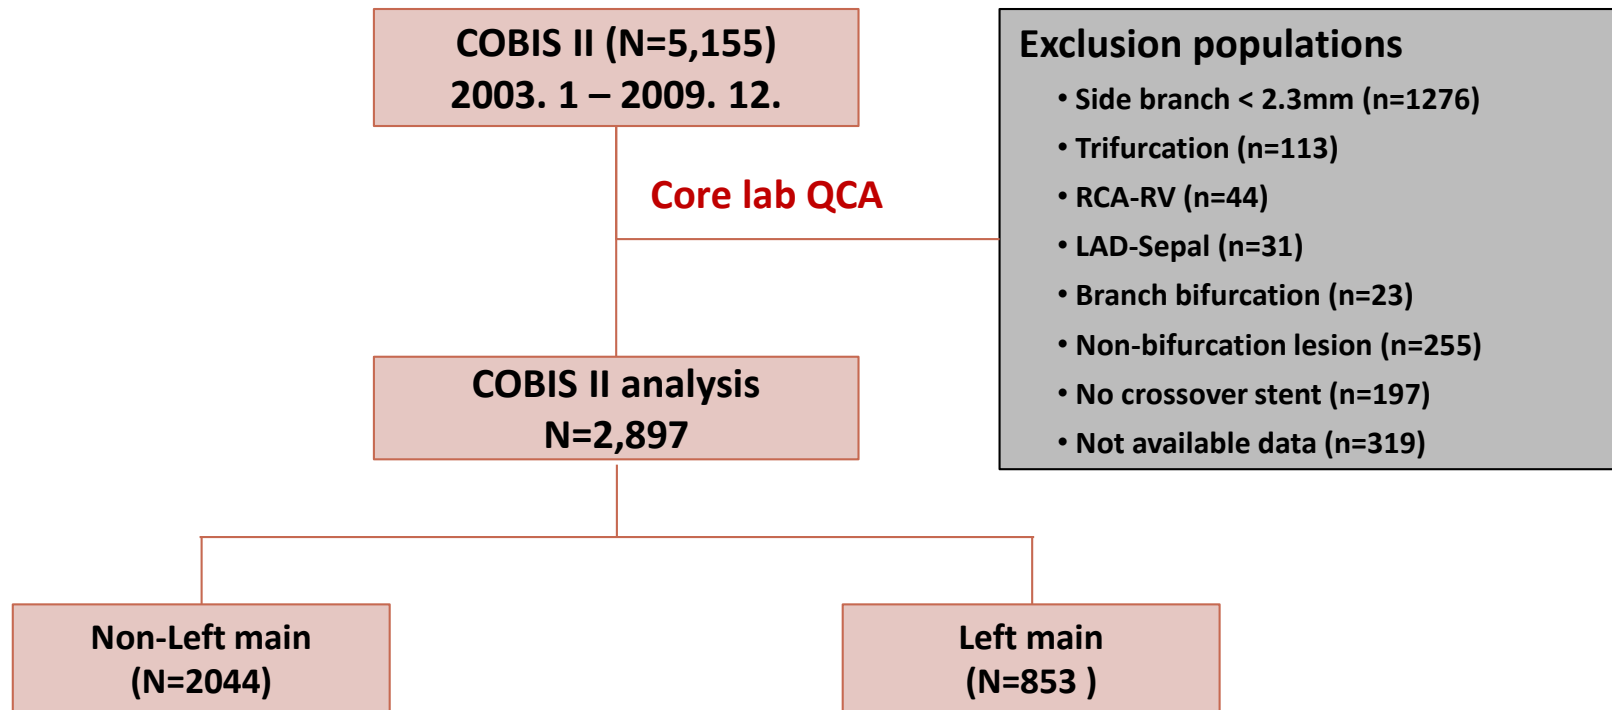 COBIS II (N=5,155)
2003. 1 – 2009. 12.
Exclusion populations
• Side branch < 2.3mm (n=1276)
• Trifurcation (n=113)
• RCA-RV (n=44)
• LAD-Sepal (n=31)
• Branch bifurcation (n=23)
• Non-bifurcation lesion (n=255)
• No crossover stent (n=197)
• Not available data (n=319)
Core lab QCA
COBIS II analysis
N=2,897
Non-Left main
(N=2044)
Left main
(N=853 )